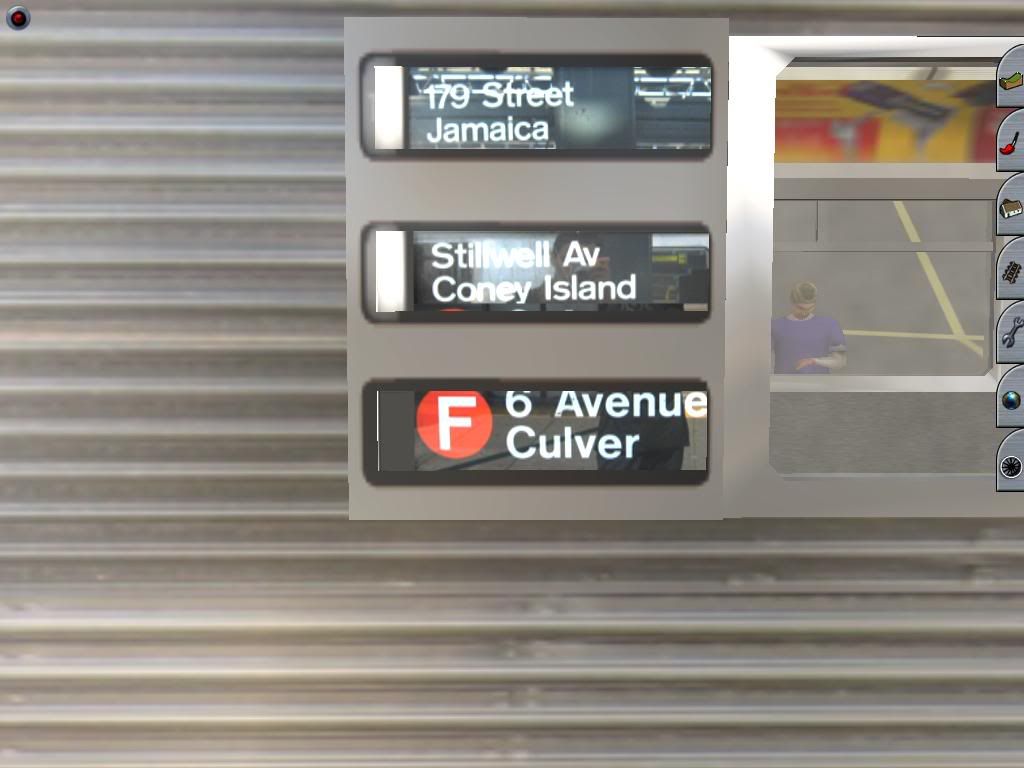 179 Street
Jamaica
Stillwell Av
Coney Island
F 6 Avenue
Culver